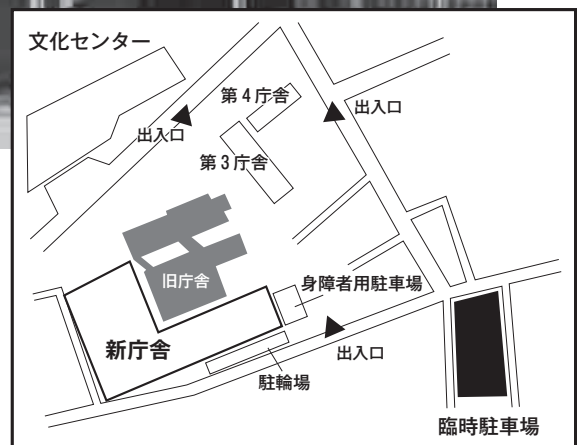 文化センター
第4庁舎
出入口
出入口
第3庁舎
旧庁舎
身障者用駐車場
新庁舎
出入口
駐輪場
臨時駐車場